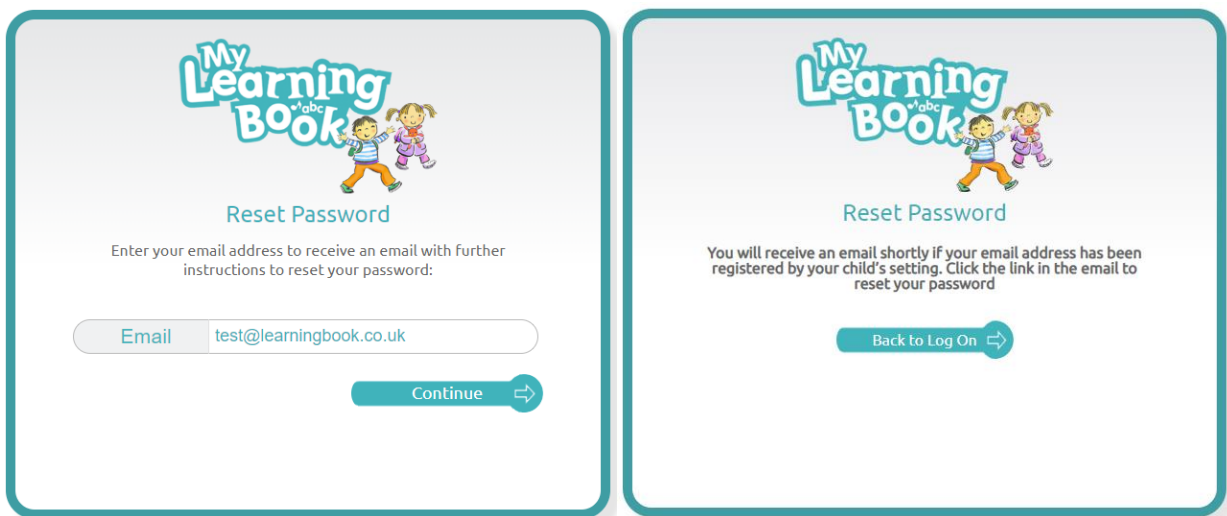 My
Learning
abc
Book
Reset Password
Enter your email address to receive an email with further
instructions to reset your password:
Email test@learningbook.co.uk
Continue
My
Learning
abc
Book
Reset Password
You will receive an email shortly if your email address has been
registered by your child's setting. Click the link in the email to
reset your password
Back to Log On